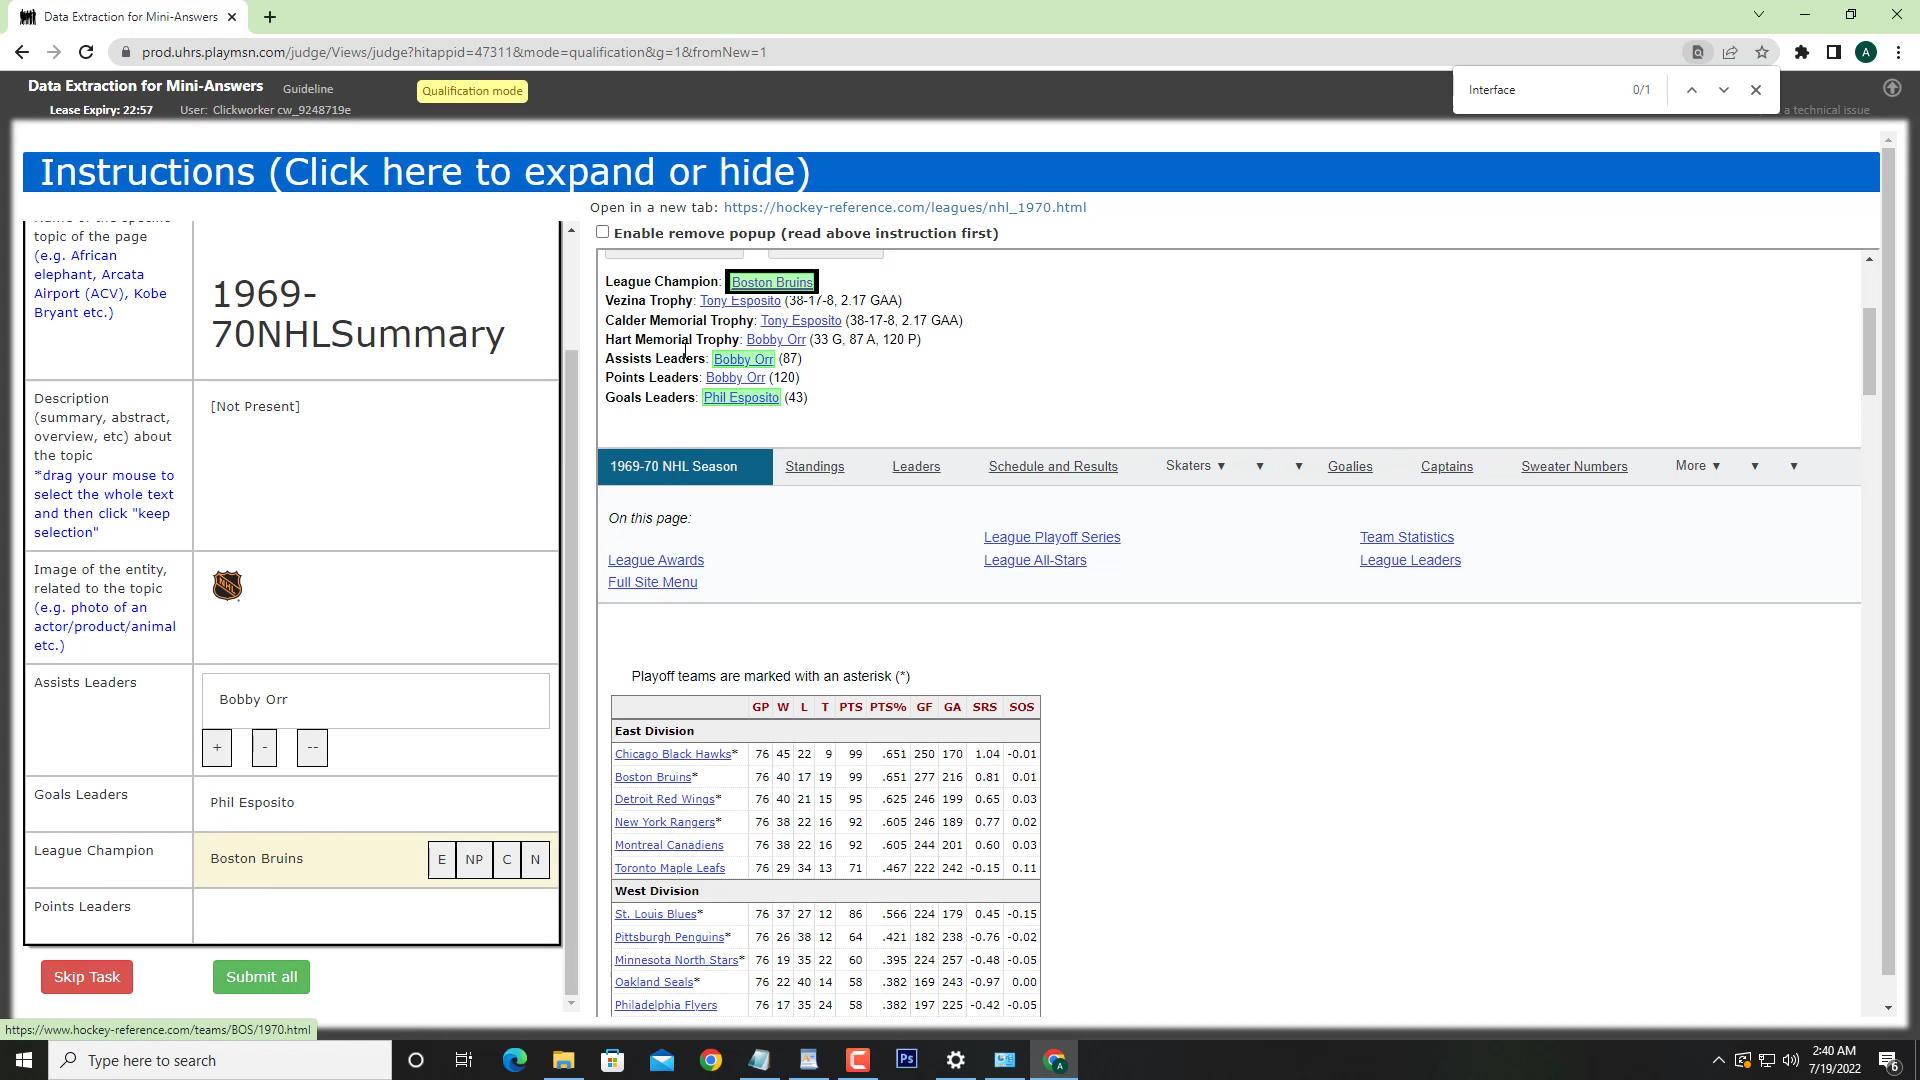 Data Extraction for Mini-Answers
prod.uhrs.playmsn.com/judge/Views/judge?hitappid=47311&mode=qualification&g=1&fromNew=1
A
Data Extraction for Mini-Answers
Guideline
Qualification mode
Interface
0/1
Lease Expiry: 22:57
User: Clickworker cw_9248719e
a technical issue
Instructions (Click here to expand or hide)
Open in a new tab: https://hockey-reference.com/leagues/nhl_1970.html
Enable remove popup (read above instruction first)
Name of the specific
topic of the page
(e.g. African
elephant, Arcata
Airport (ACV), Kobe
Bryant etc.)
1969-
70NHLSummary
Description
(summary, abstract,
overview, etc) about
the topic
*drag your mouse to
select the whole text
and then click "keep
selection"
[Not Present]
Image of the entity,
related to the topic
(e.g. photo of an
actor/product/animal
etc.)
NHL
Assists Leaders
Bobby Orr
+ - --
Goals Leaders
Phil Esposito
League Champion
Boston Bruins
E NP C N
Points Leaders
Skip Task
Submit all
https://www.hockey-reference.com/teams/BOS/1970.html
League Champion: Boston Bruins
Vezina Trophy: Tony Esposito (38-17-8, 2.17 GAA)
Calder Memorial Trophy: Tony Esposito (38-17-8, 2.17 GAA)
Hart Memorial Trophy: Bobby Orr (33 G, 87 A, 120 P)
Assists Leaders: Bobby Orr (87)
Points Leaders: Bobby Orr (120)
Goals Leaders: Phil Esposito (43)
1969-70 NHL Season Standings Leaders Schedule and Results Skaters ▼ ▼ ▼ Goalies Captains Sweater Numbers More ▼ ▼ ▼
On this page:
League Playoff Series Team Statistics
League Awards League All-Stars League Leaders
Full Site Menu
Playoff teams are marked with an asterisk (*)
GP W L T PTS PTS% GF GA SRS SOS
East Division
Chicago Black Hawks* 76 45 22 9 99 .651 250 170 1.04 -0.01
Boston Bruins* 76 40 17 19 99 .651 277 216 0.81 0.01
Detroit Red Wings* 76 40 21 15 95 .625 246 199 0.65 0.03
New York Rangers* 76 38 22 16 92 .605 246 189 0.77 0.02
Montreal Canadiens 76 38 22 16 92 .605 244 201 0.60 0.03
Toronto Maple Leafs 76 29 34 13 71 .467 222 242 -0.15 0.11
West Division
St. Louis Blues* 76 37 27 12 86 .566 224 179 0.45 -0.15
Pittsburgh Penguins* 76 26 38 12 64 .421 182 238 -0.76 -0.02
Minnesota North Stars* 76 19 35 22 60 .395 224 257 -0.48 -0.05
Oakland Seals* 76 22 40 14 58 .382 169 243 -0.97 0.00
Philadelphia Flyers 76 17 35 24 58 .382 197 225 -0.42 -0.05
Type here to search
Ps
A
2:40 AM
7/19/2022
6